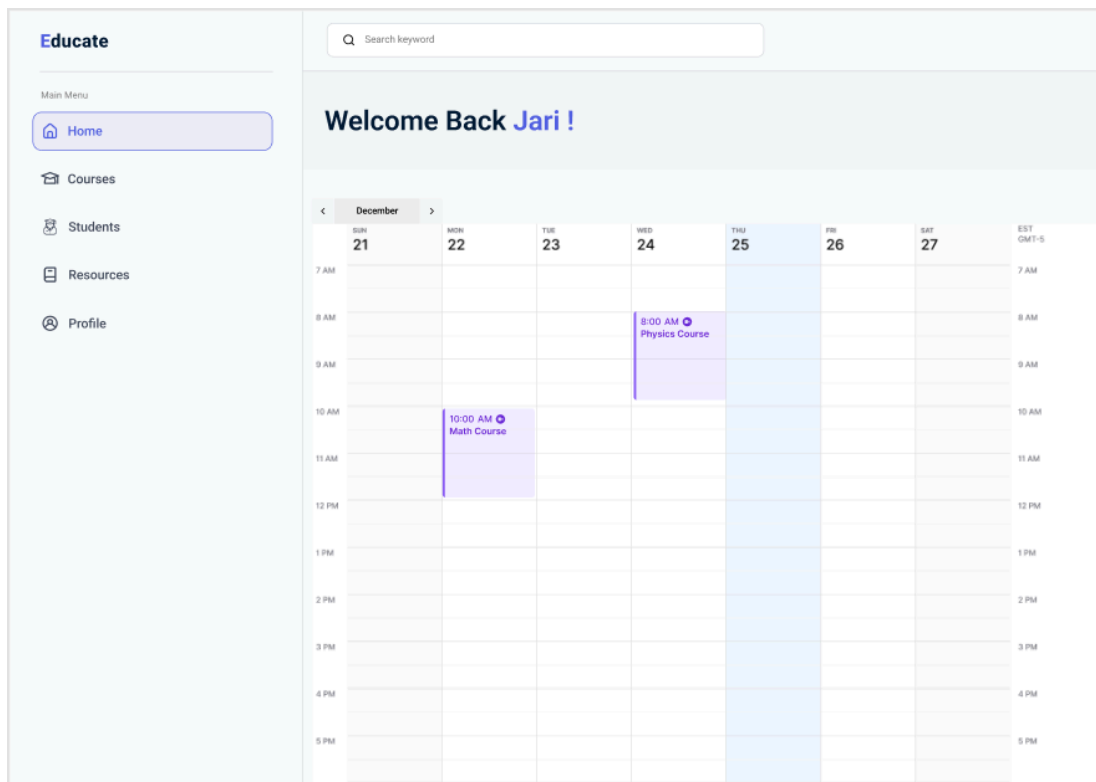 Educate
Search keyword
Main Menu
Home
Courses
Students
Resources
Profile
Welcome Back Jari !
December
SUN MON TUE WED THU FRI SAT EST
21 22 23 24 25 26 27 GMT-5
7 AM 7 AM
8 AM 8 AM
8:00 AM
Physics Course
9 AM 9 AM
10 AM 10 AM
10:00 AM
Math Course
11 AM 11 AM
12 PM 12 PM
1 PM 1 PM
2 PM 2 PM
3 PM 3 PM
4 PM 4 PM
5 PM 5 PM